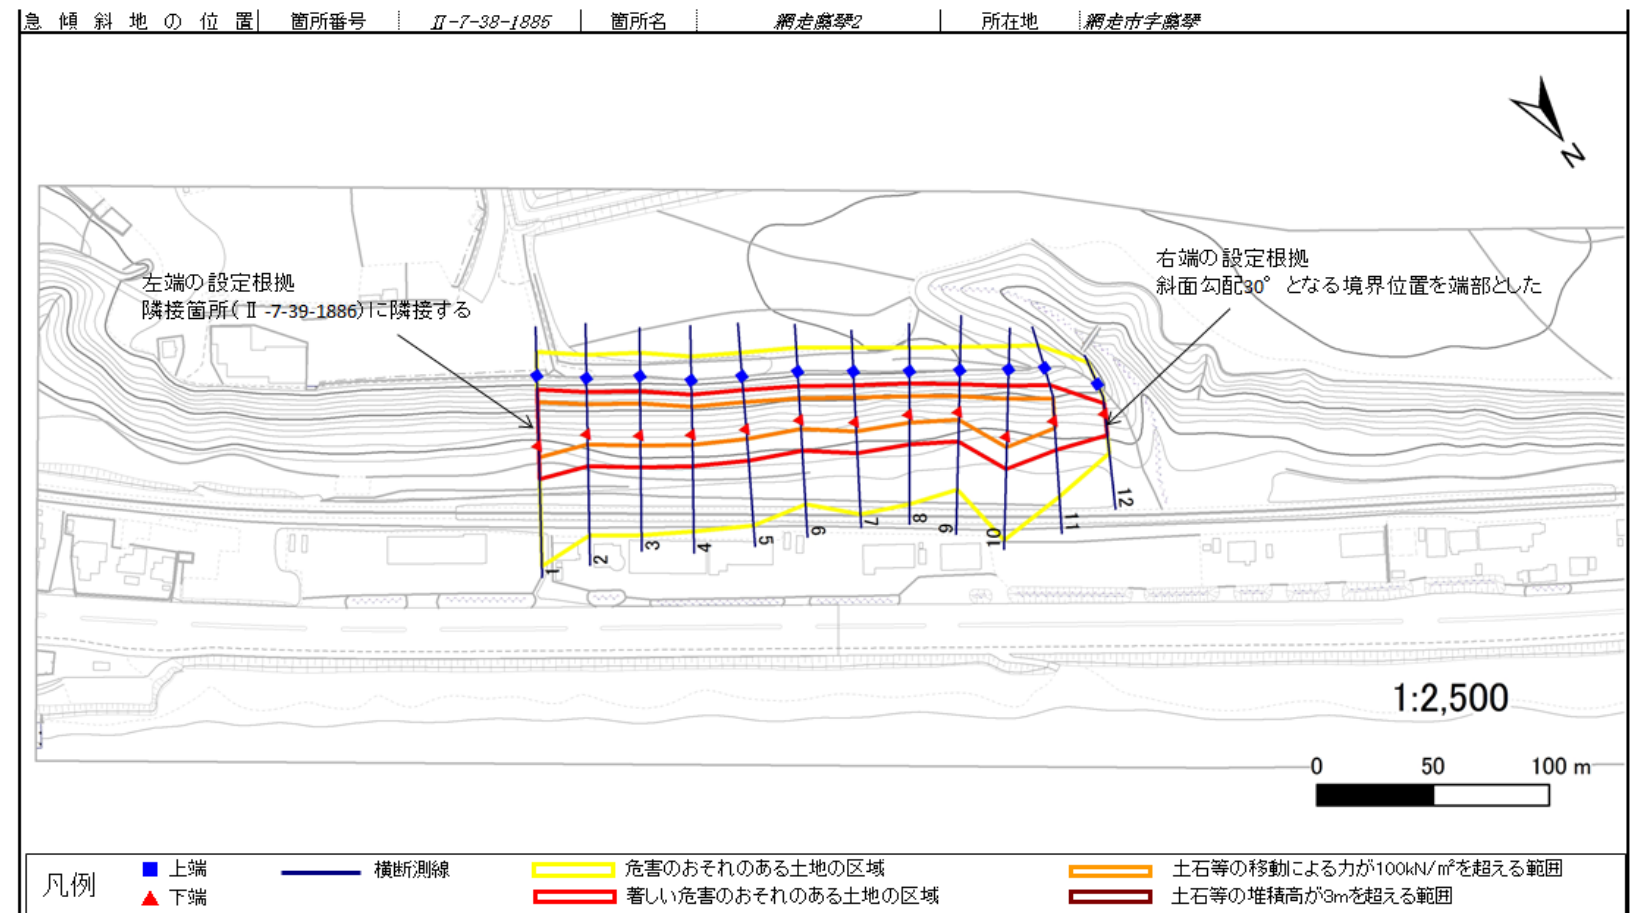 急傾斜地の位置 箇所番号 Ⅱ-7-38-1885 箇所名 網走藻琴2 所在地 網走市字藻琴
N
左端の設定根拠
隣接箇所(Ⅱ-7-39-1886)に隣接する
右端の設定根拠
斜面勾配30°となる境界位置を端部とした
1 2 3 4 5 6 7 8 9 10 11 12
1:2,500
0 50 100 m
凡例
上端 横断測線 危害のおそれのある土地の区域 土石等の移動による力が100kN/㎡を超える範囲
下端 著しい危害のおそれのある土地の区域 土石等の堆積高が3mを超える範囲